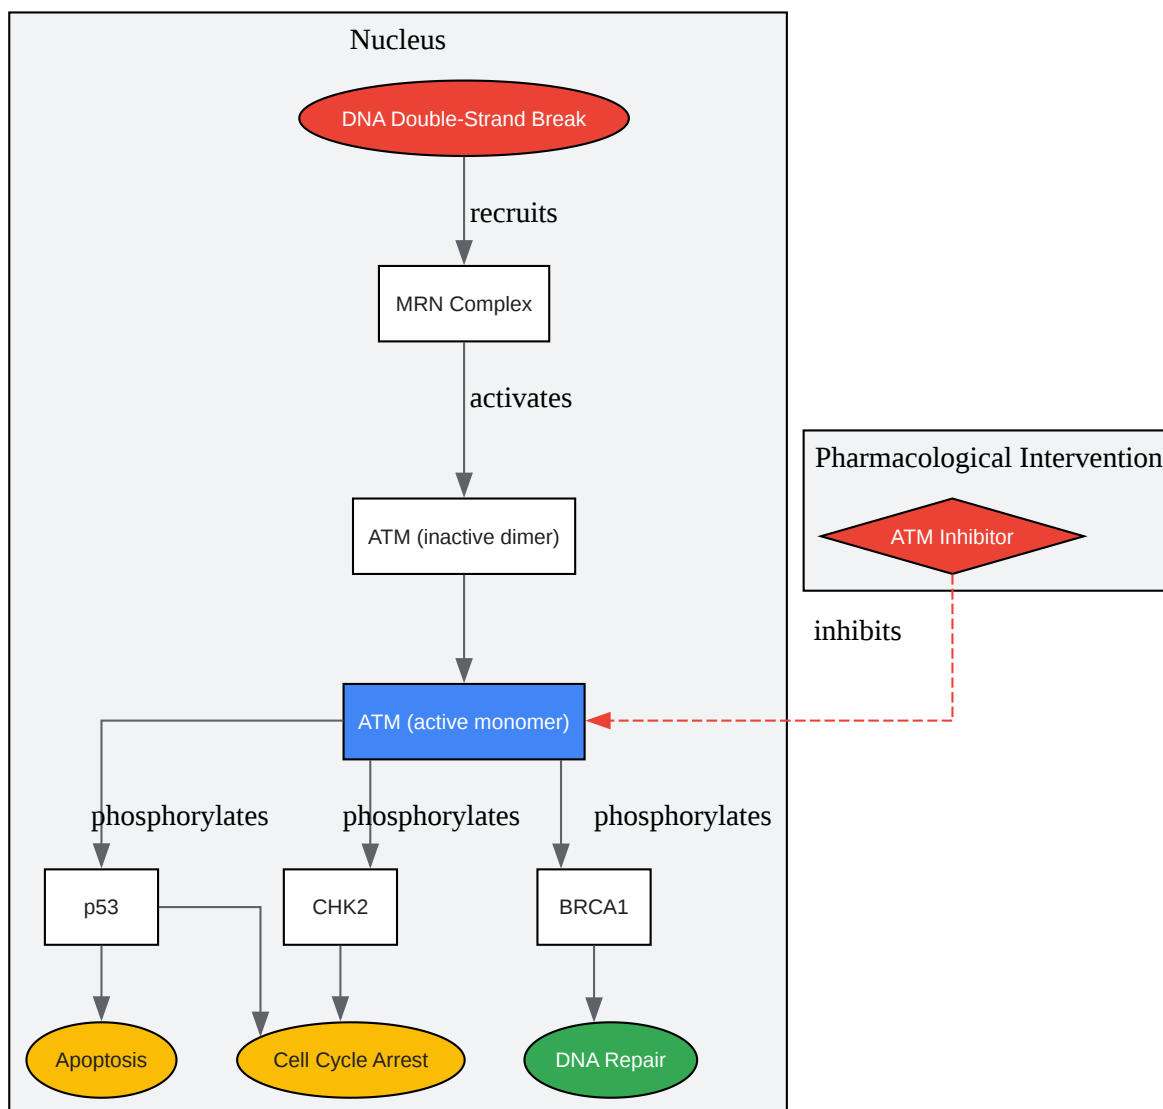 Nucleus
DNA Double-Strand Break
recruits
MRN Complex
activates
Pharmacological Intervention
ATM (inactive dimer)
ATM Inhibitor
inhibits
ATM (active monomer)
phosphorylates
phosphorylates
phosphorylates
p53
CHK2
BRCA1
Apoptosis
Cell Cycle Arrest
DNA Repair